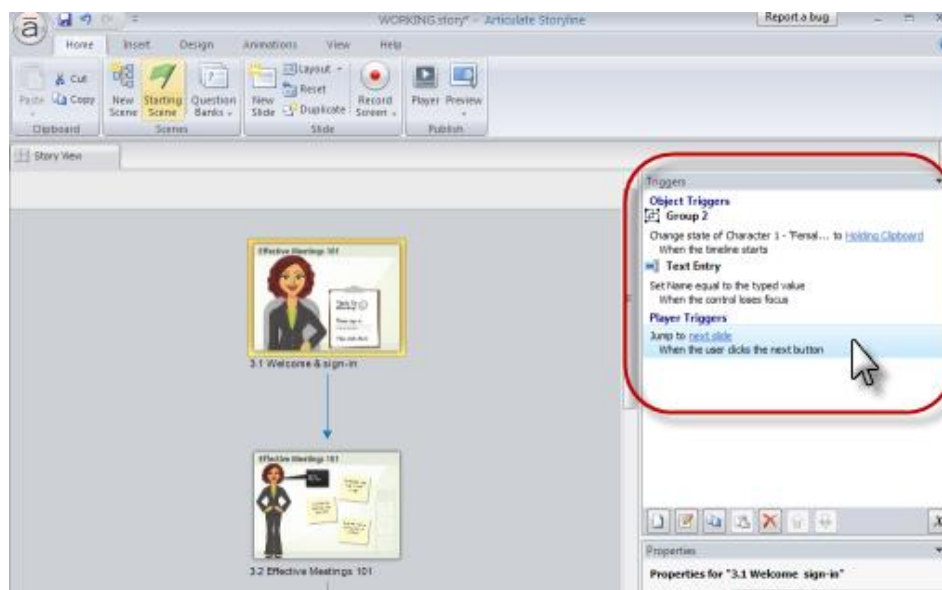 WORKING.story* - Articulate Storyline
Report a bug
Home Insert Design Animations View Help
Paste
Cut
Copy
Clipboard
New Scene
Starting Scene
Question Banks
Scenes
New Slide
Layout
Reset
Duplicate
Record Screen
Slide
Player Preview
Publish
Story View
Triggers
Object Triggers
Group 2
Change state of Character 1 - 'Femal... to Holding Clipboard
When the timeline starts
Text Entry
Set Name equal to the typed value
When the control loses focus
Player Triggers
Jump to next slide
When the user clicks the next button
Effective Meetings 101
3.1 Welcome & sign-in
Effective Meetings 101
3.2 Effective Meetings 101
Properties
Properties for "3.1 Welcome sign-in"